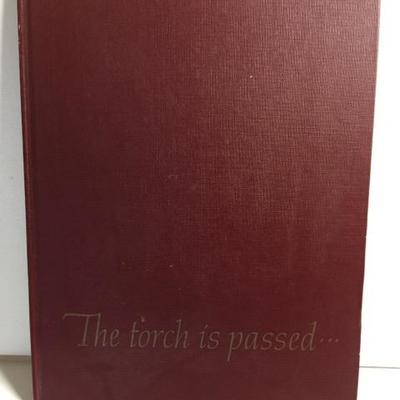 The torch is passed...